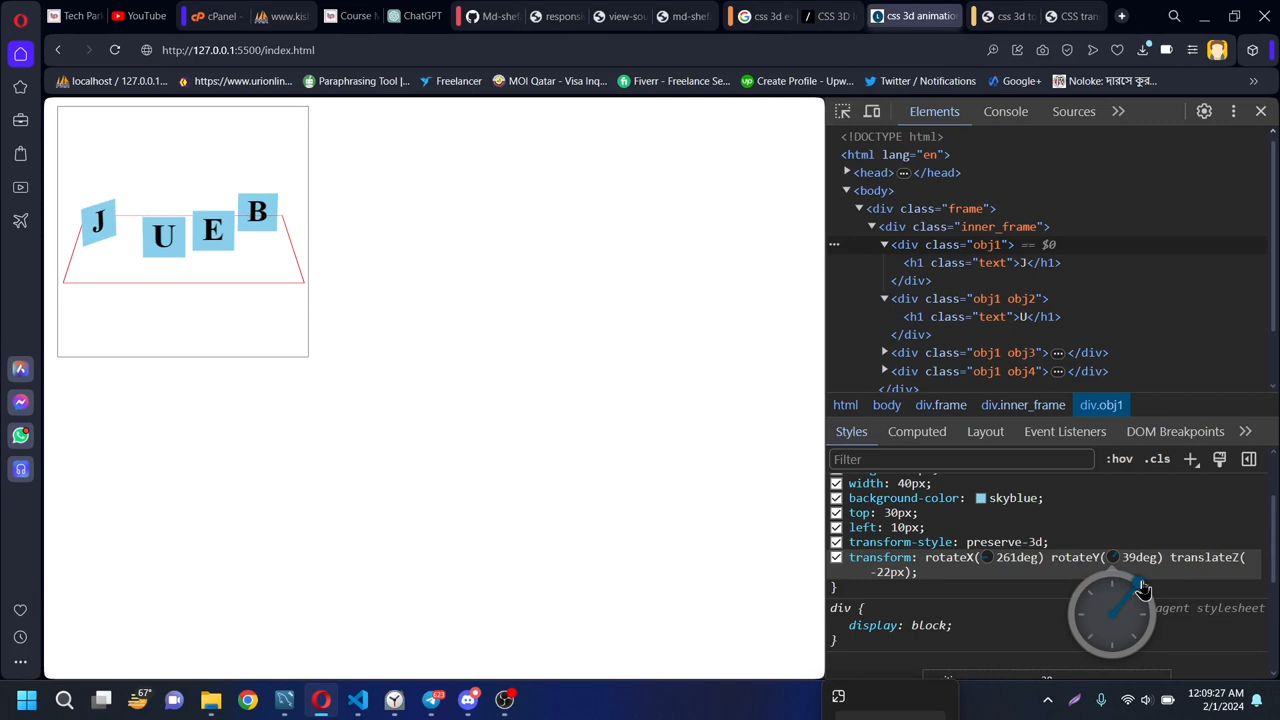 Tech Part
YouTube
cPanel -
www.kis
Course M
ChatGPT
Md-shef
respons
view-sou
md-shef
css 3d e
CSS 3D l
css 3d animatio
css 3d to
CSS tran
http://127.0.0.1:5500/index.html
localhost / 127.0.0.1...
https://www.urionlin...
Paraphrasing Tool |...
Freelancer
MOI Qatar - Visa Inq...
Fiverr - Freelance Se...
Create Profile - Upw...
Twitter / Notifications
Google+
Noloke: দারসে কুর...
J U E B
Elements Console Sources
<!DOCTYPE html>
<html lang="en">
<head> ... </head>
<body>
<div class="frame">
<div class="inner_frame">
... <div class="obj1"> == $0
<h1 class="text">J</h1>
</div>
<div class="obj1 obj2">
<h1 class="text">U</h1>
</div>
<div class="obj1 obj3"> ... </div>
<div class="obj1 obj4"> ... </div>
</div>
html body div.frame div.inner_frame div.obj1
Styles Computed Layout Event Listeners DOM Breakpoints
Filter :hov .cls
width: 40px;
background-color: skyblue;
top: 30px;
left: 10px;
transform-style: preserve-3d;
transform: rotateX( 261deg) rotateY( 39deg) translateZ(
-22px);
}
div { agent stylesheet
display: block;
}
67°
623
12:09:27 AM
2/1/2024